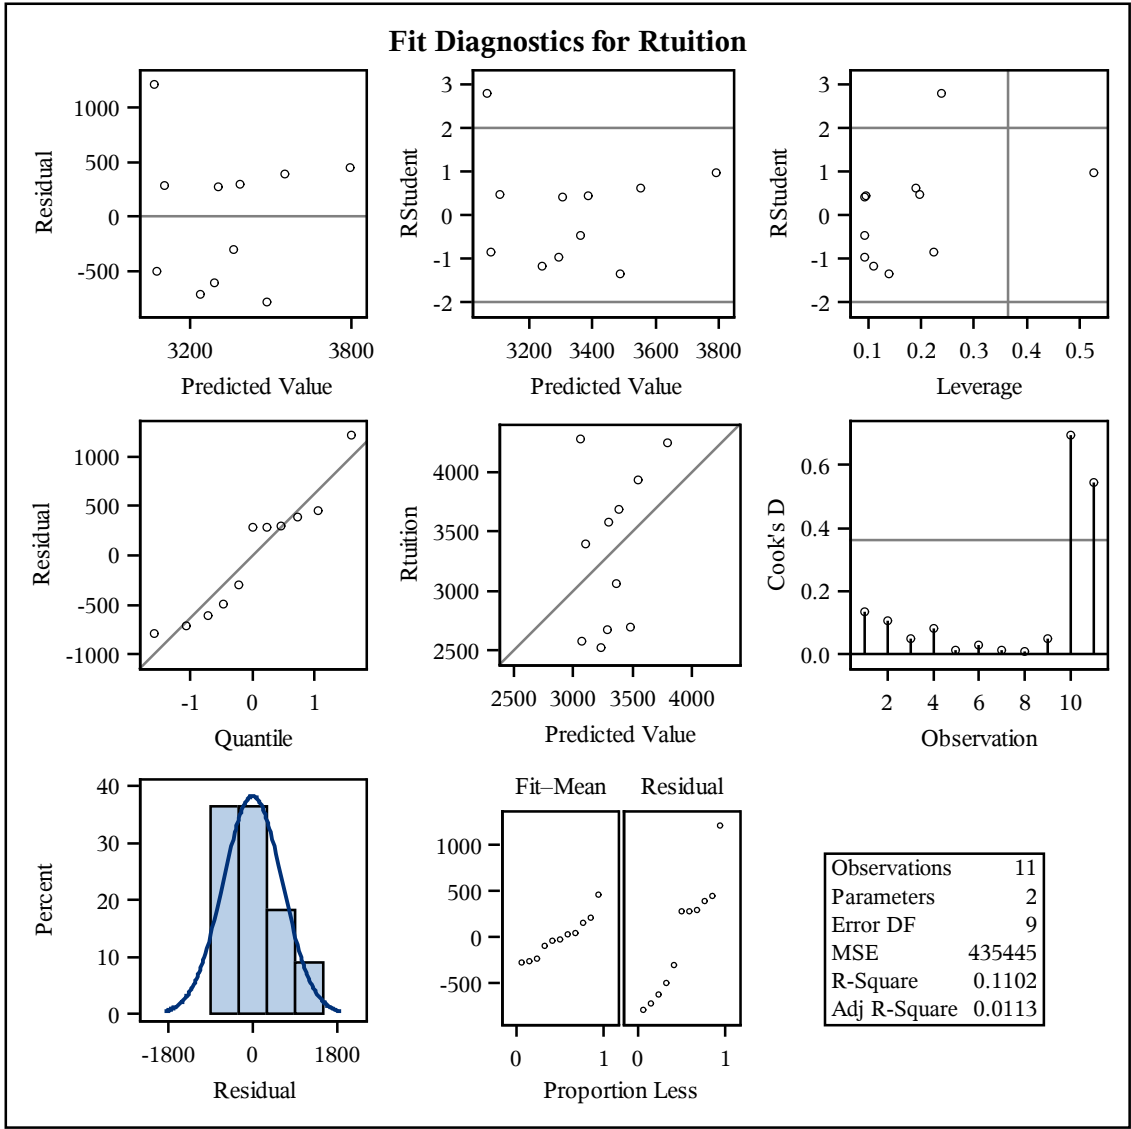 Fit Diagnostics for Rtuition
Residual
1000
500
0
-500
3200 3800
Predicted Value
RStudent
3
2
1
0
-1
-2
3200 3400 3600 3800
Predicted Value
RStudent
3
2
1
0
-1
-2
0.1 0.2 0.3 0.4 0.5
Leverage
Residual
1000
500
0
-500
-1000
-1 0 1
Quantile
Rtuition
4000
3500
3000
2500
2500 3000 3500 4000
Predicted Value
Cook's D
0.6
0.4
0.2
0.0
2 4 6 8 10
Observation
Percent
40
30
20
10
0
-1800 0 1800
Residual
Fit–Mean Residual
1000
500
0
-500
0 1 0 1
Proportion Less
Observations 11
Parameters 2
Error DF 9
MSE 435445
R-Square 0.1102
Adj R-Square 0.0113